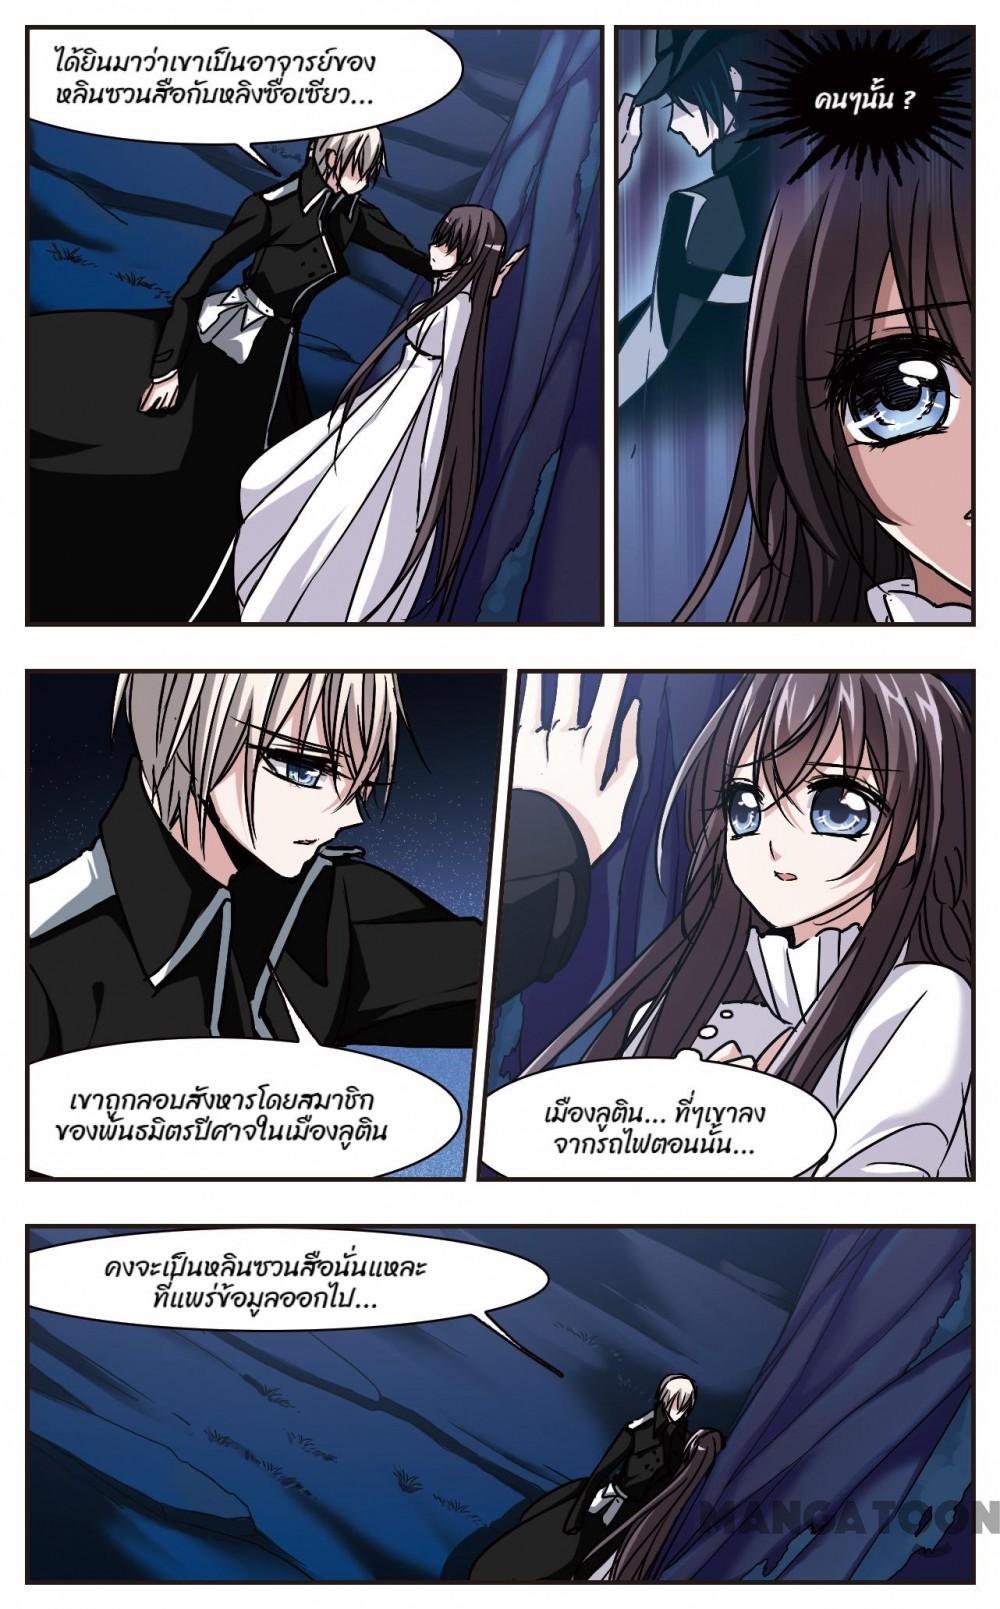 ได้ยินมาว่าเขาเป็นอาจารย์ของ
หลินซวนสือกับหลิงซื่อเซียว...
คนๆนั้น ?
เขาถูกลอบสังหารโดยสมาชิก
ของพันธมิตรปีศาจในเมืองลูติน
เมืองลูติน... ที่ๆเขาลง
จากรถไฟตอนนั้น...
คงจะเป็นหลินซวนสือนั่นแหละ
ที่แพร่ข้อมูลออกไป...
MANGATOON